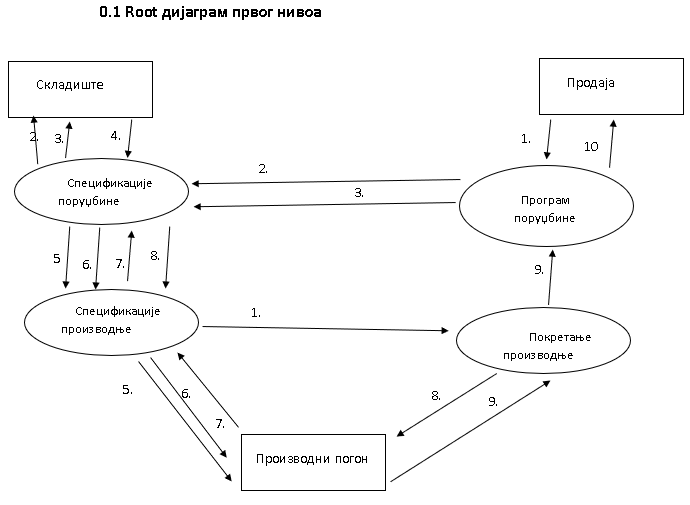 0.1 Root дијаграм првог нивоа
Складиште
Продаја
2.
3.
4.
1.
10
2.
3.
Спецификације
поруџбине
Програм
поруџбине
5
6.
7.
8.
9.
Спецификације
производње
1.
Покретање
производње
5.
6.
7.
8.
9.
Производни погон